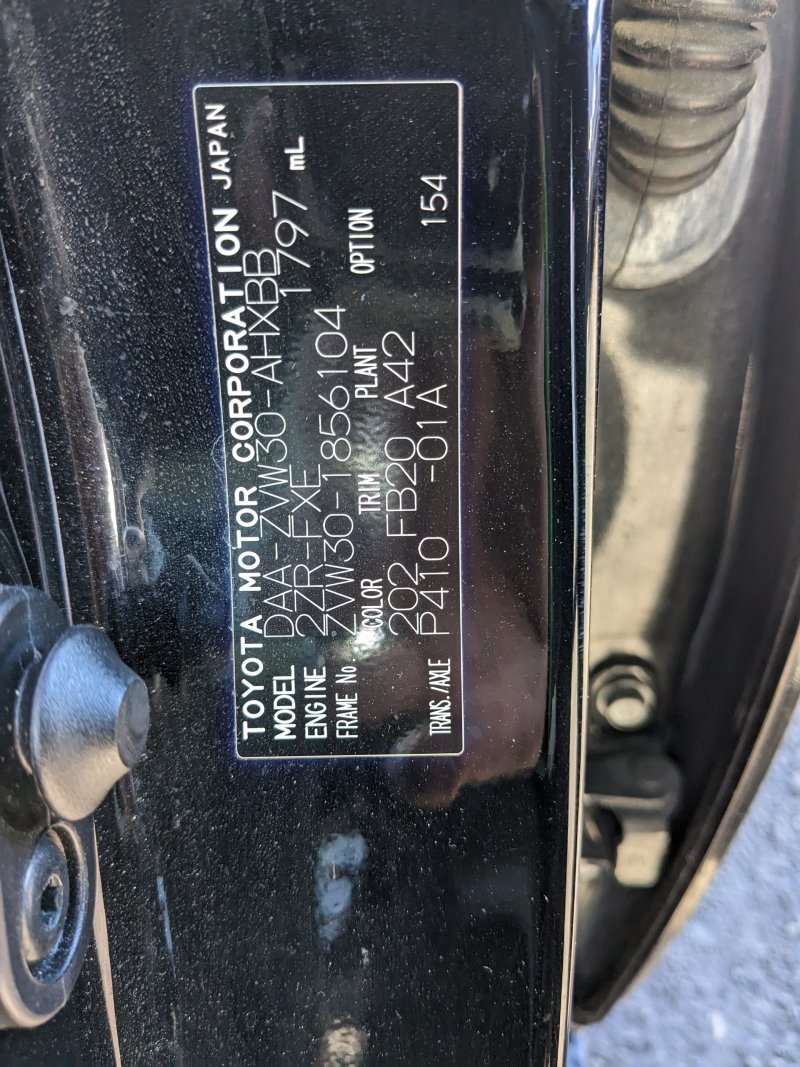 TOYOTA MOTOR CORPORATION JAPAN
MODEL DAA-ZVW30-AHXBB
ENGINE 2ZR-FXE 1797 mL
FRAME No. ZVW30-1856104
COLOR TRIM PLANT OPTION
202 FB20 A42
TRANS./AXLE P410 -01A 154